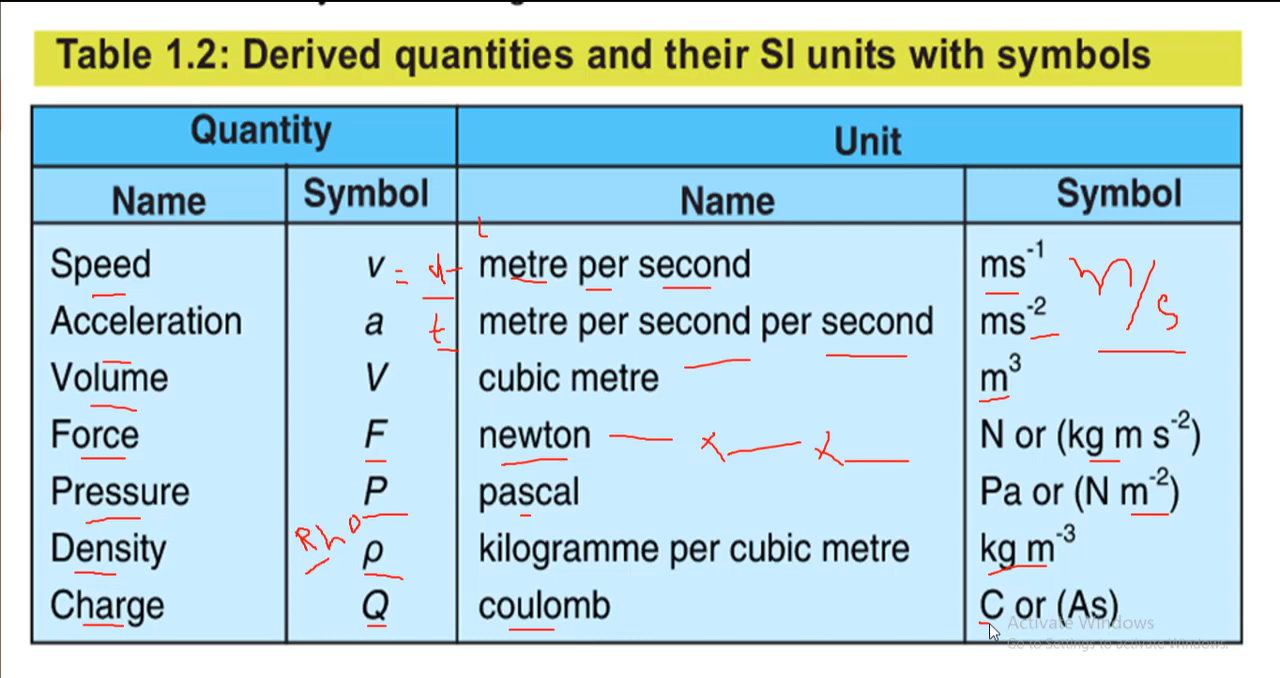 Table 1.2: Derived quantities and their SI units with symbols
Quantity Unit
Name Symbol Name Symbol
Speed v = d/t metre per second ms⁻¹ m/s
Acceleration a metre per second per second ms⁻²
Volume V cubic metre m³
Force F newton N or (kg m s⁻²)
Pressure P pascal Pa or (N m⁻²)
Rho
Density ρ kilogramme per cubic metre kg m⁻³
Charge Q coulomb C or (As)
Activate Windows
Go to Settings to activate Windows.